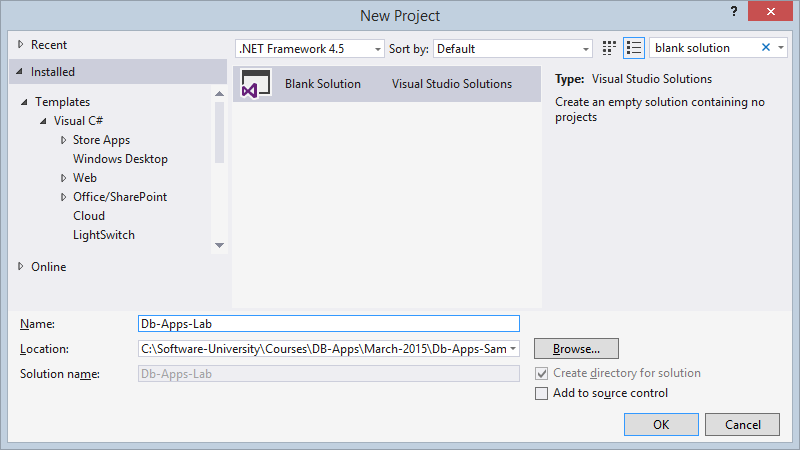 New Project
?
Recent
.NET Framework 4.5 Sort by: Default blank solution
Installed
Blank Solution Visual Studio Solutions
Type: Visual Studio Solutions
Create an empty solution containing no
projects
Templates
Visual C#
Store Apps
Windows Desktop
Web
Office/SharePoint
Cloud
LightSwitch
Online
Name: Db-Apps-Lab
Location: C:\Software-University\Courses\DB-Apps\March-2015\Db-Apps-Sam Browse...
Solution name: Db-Apps-Lab
Create directory for solution
Add to source control
OK Cancel